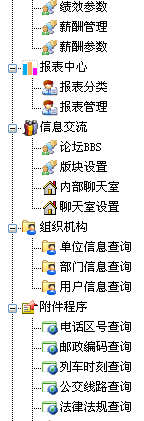 绩效参数
薪酬管理
薪酬参数
报表中心
报表分类
报表管理
信息交流
论坛BBS
版块设置
内部聊天室
聊天室设置
组织机构
单位信息查询
部门信息查询
用户信息查询
附件程序
电话区号查询
邮政编码查询
列车时刻查询
公交线路查询
法律法规查询